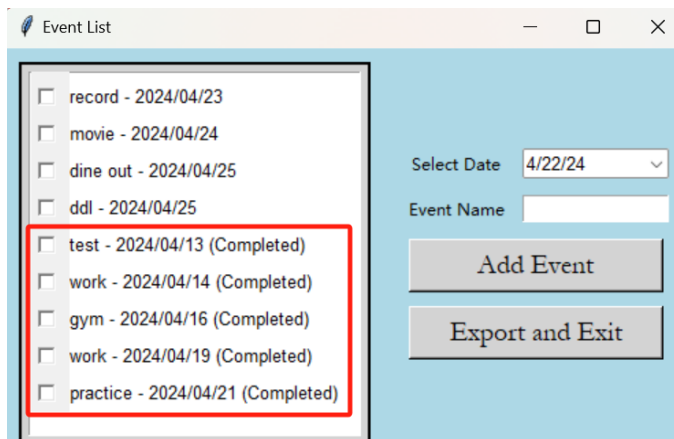 Event List
record - 2024/04/23
movie - 2024/04/24
dine out - 2024/04/25
ddl - 2024/04/25
test - 2024/04/13 (Completed)
work - 2024/04/14 (Completed)
gym - 2024/04/16 (Completed)
work - 2024/04/19 (Completed)
practice - 2024/04/21 (Completed)
Select Date 4/22/24
Event Name
Add Event
Export and Exit